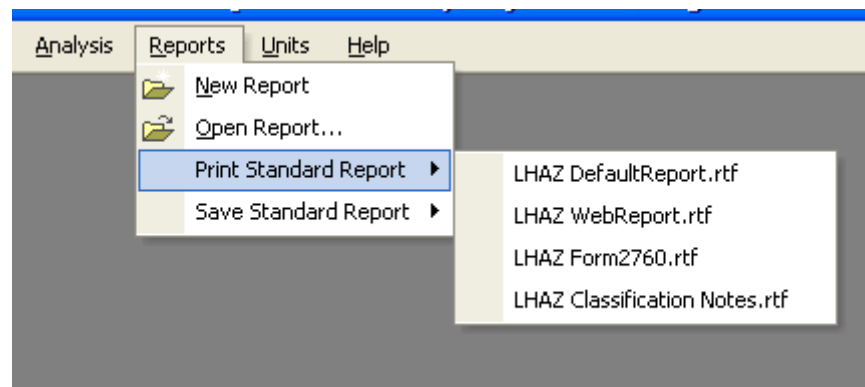 Analysis Reports Units Help
New Report
Open Report...
Print Standard Report
Save Standard Report
LHAZ DefaultReport.rtf
LHAZ WebReport.rtf
LHAZ Form2760.rtf
LHAZ Classification Notes.rtf